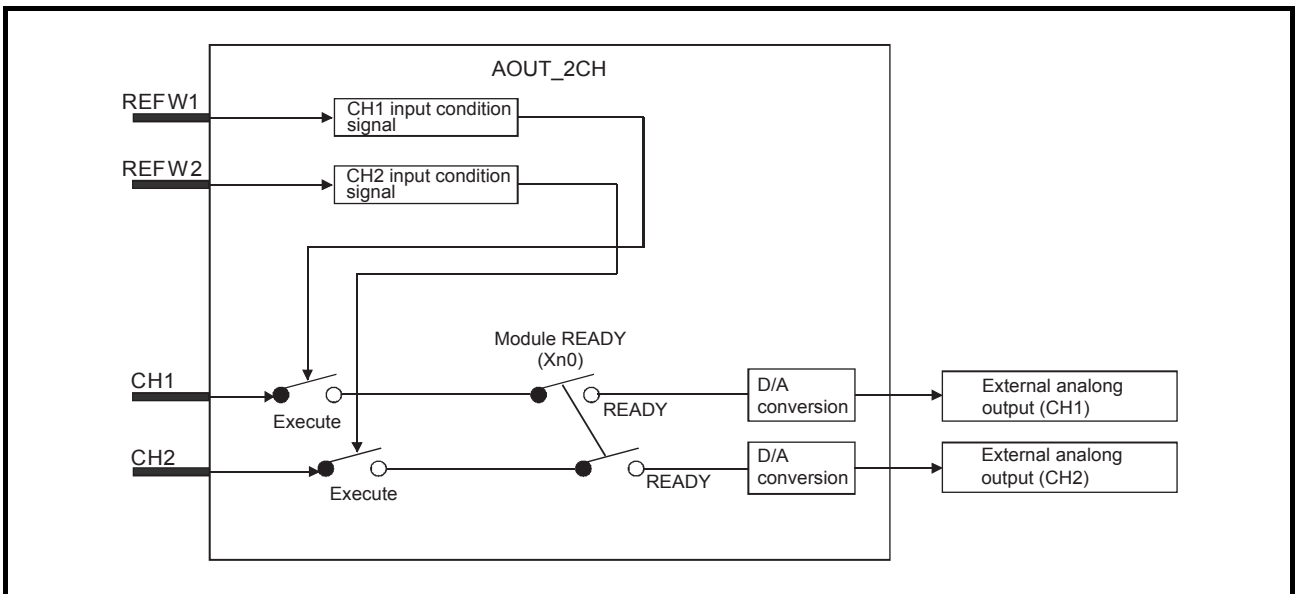 AOUT_2CH
REFW1
CH1 input condition
signal
REFW2
CH2 input condition
signal
Module READY
(Xn0)
CH1
Execute
READY
D/A
conversion
External analong
output (CH1)
CH2
Execute
READY
D/A
conversion
External analong
output (CH2)